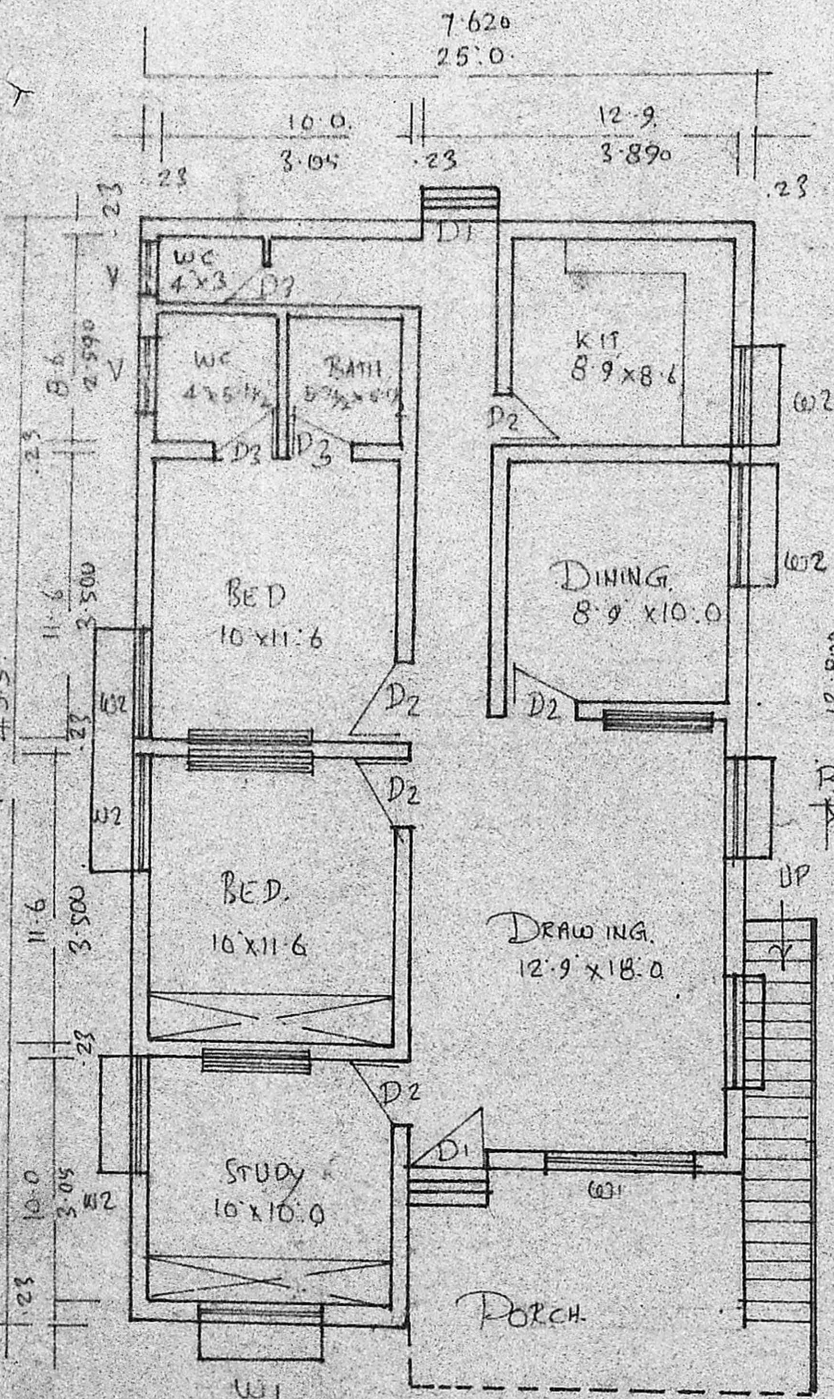 7.620
25'.0.
10.0.
12.9.
3.05
.23
3.890
.23
.23
.23
WC
4'x3'
D1
V
V
8.6
2.590
WC
BATH
KIT
8'9"x8'.6
D2
W2
.23
D3
D3
BED
10'x11'.6
DINING.
8'.9" x10'.0
W2
11.6
3.500
W2
.23
D2
D2
D2
W2
BED.
10'x11'6
DRAWING.
12'.9" x18'.0
UP
11.6
3.500
.23
D2
D1
STUDY
10'x10'.0
W1
10.0
3.05
W2
.23
PORCH.
W1